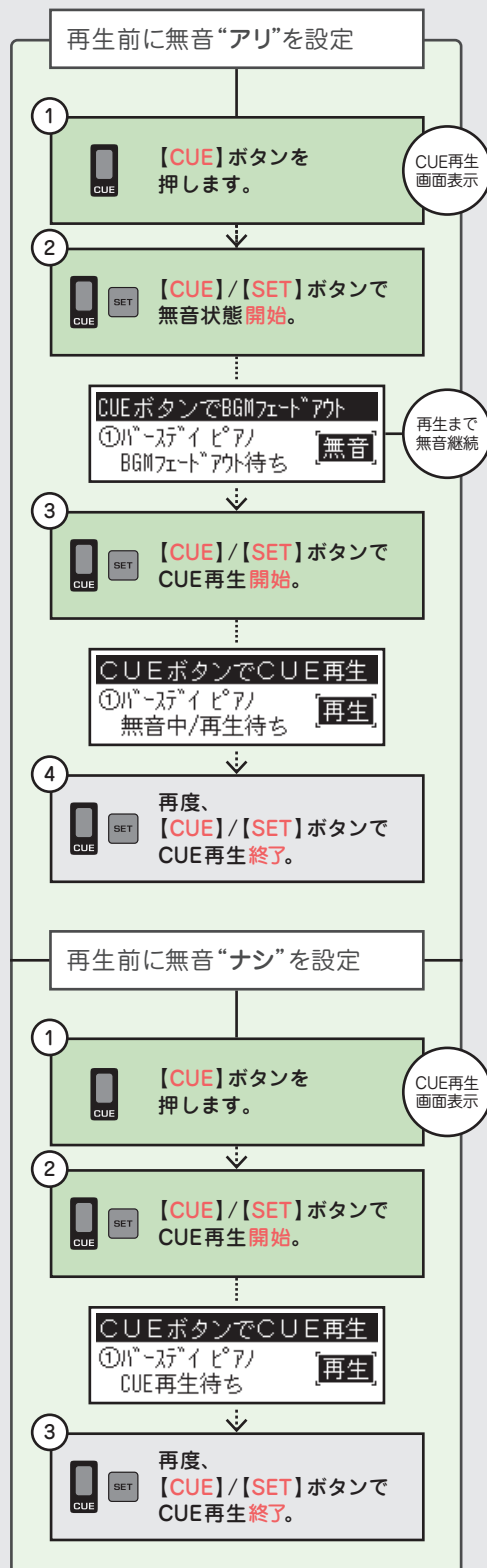 再生前に無音“アリ”を設定
1
CUE
【CUE】ボタンを
押します。
CUE再生
画面表示
2
CUE
SET
【CUE】/【SET】ボタンで
無音状態開始。
CUEボタンでBGMフェードアウト
①バースデイ ピアノ
BGMフェードアウト待ち
無音
再生まで
無音継続
3
CUE
SET
【CUE】/【SET】ボタンで
CUE再生開始。
CUEボタンでCUE再生
①バースデイ ピアノ
無音中/再生待ち
再生
4
CUE
SET
再度、
【CUE】/【SET】ボタンで
CUE再生終了。
再生前に無音“ナシ”を設定
1
CUE
【CUE】ボタンを
押します。
CUE再生
画面表示
2
CUE
SET
【CUE】/【SET】ボタンで
CUE再生開始。
CUEボタンでCUE再生
①バースデイ ピアノ
CUE再生待ち
再生
3
CUE
SET
再度、
【CUE】/【SET】ボタンで
CUE再生終了。